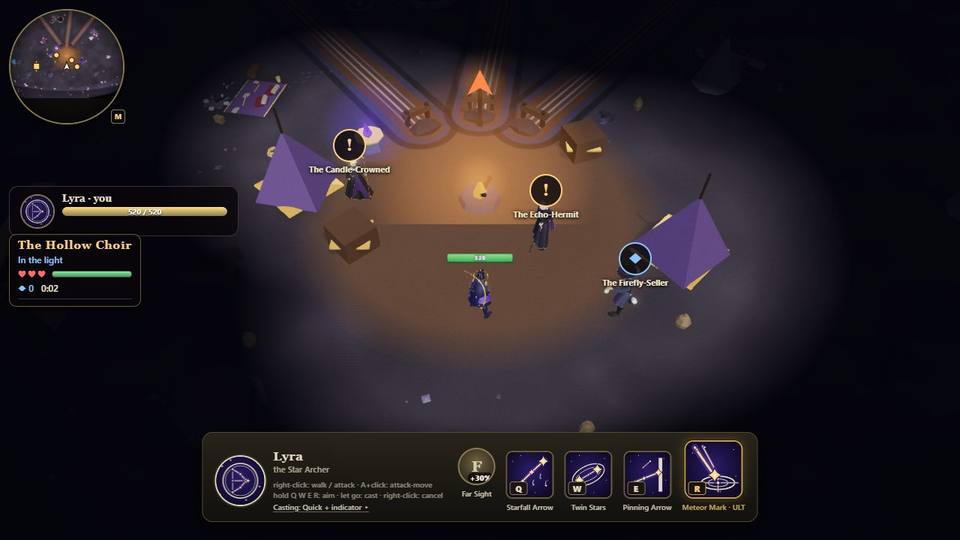 M
!
The Candle-Crowned
!
The Echo-Hermit
The Firefly-Seller
Lyra · you
520 / 520
The Hollow Choir
In the light
0 0:02
520
Lyra
the Star Archer
right-click: walk / attack · A+click: attack-move
hold Q W E R: aim · let go: cast · right-click: cancel
Casting: Quick + indicator
F
+30%
Far Sight
Q
Starfall Arrow
W
Twin Stars
E
Pinning Arrow
R
Meteor Mark · ULT